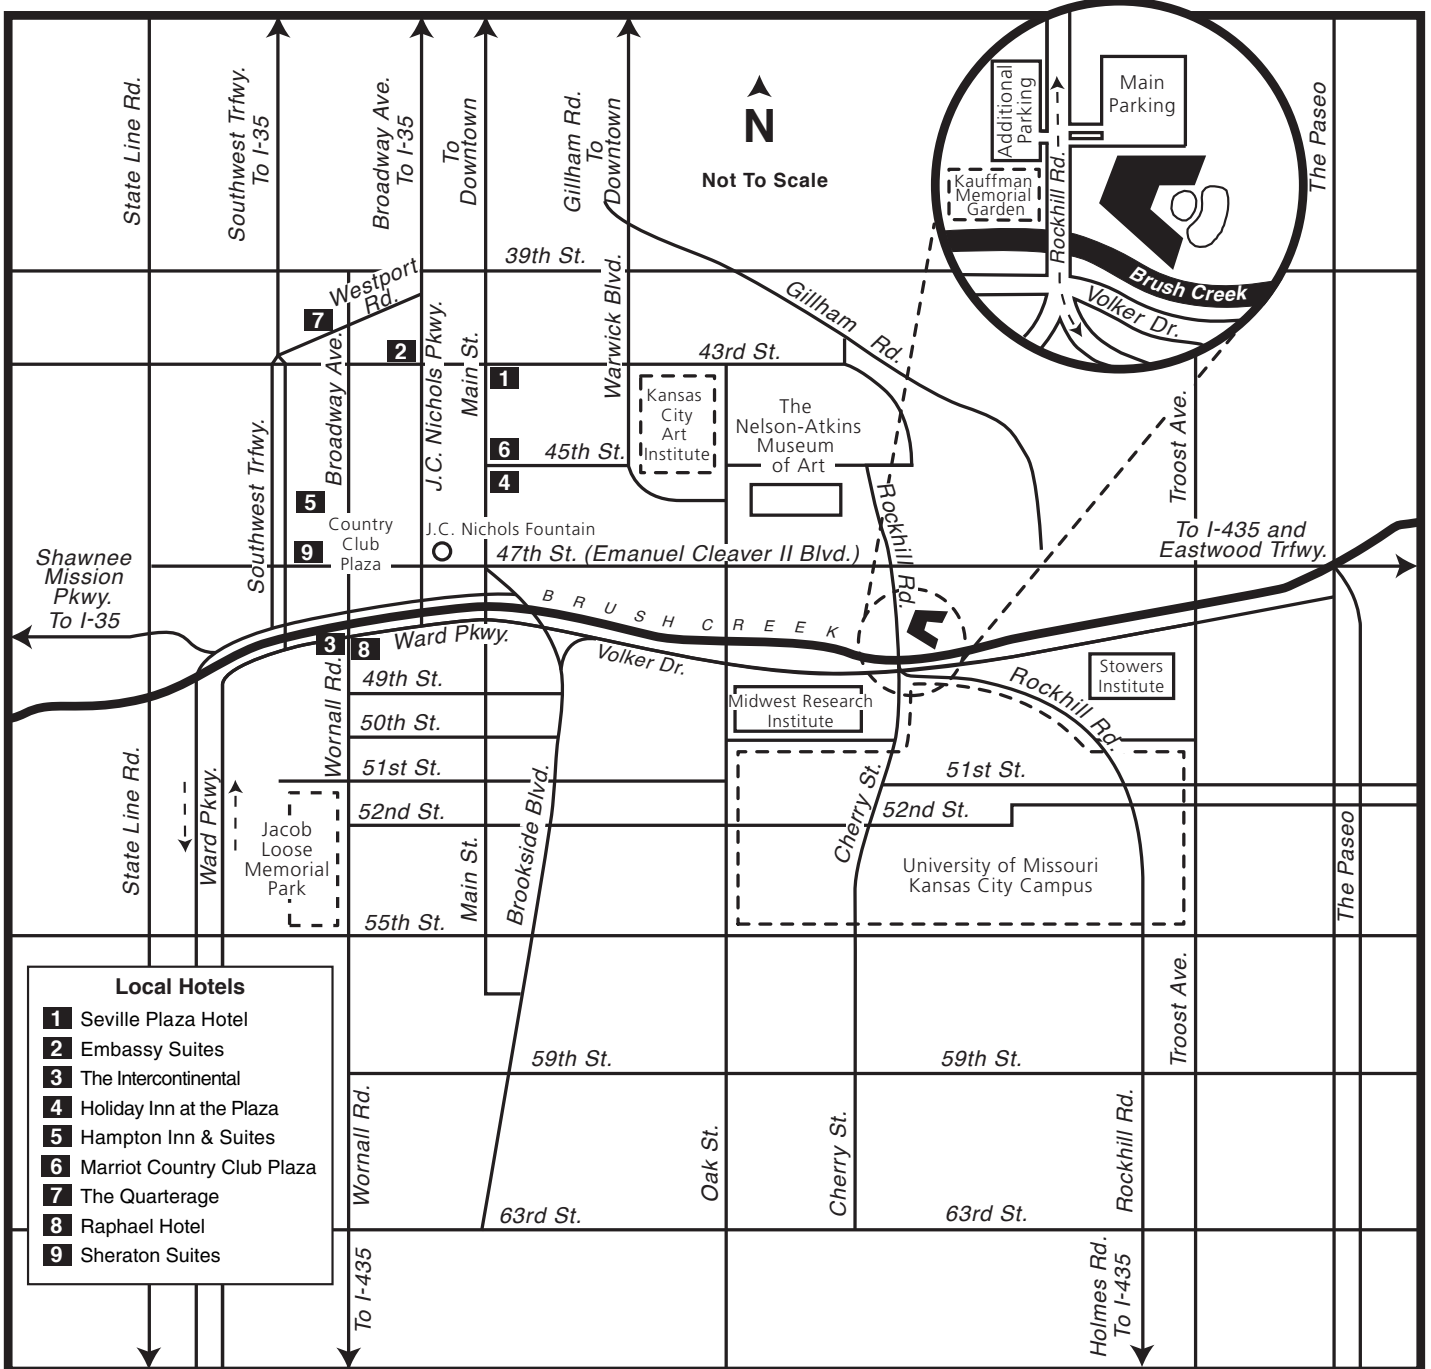 State Line Rd.
Southwest Trfwy.
To I-35
Broadway Ave.
To I-35
To
Downtown
Gillham Rd.
To
Downtown
N
Not To Scale
Additional
Parking
Main
Parking
Kauffman
Memorial
Garden
Rockhill Rd.
Brush Creek
Volker Dr.
The Paseo
39th St.
Westport
Rd.
7
2
Broadway Ave.
J.C. Nichols Pkwy.
Main St.
Warwick Blvd.
Gillham
Rd.
43rd St.
1
Kansas
City
Art
Institute
The
Nelson-Atkins
Museum
of Art
6
45th St.
4
Southwest Trfwy.
5
9
Country
Club
Plaza
J.C. Nichols Fountain
47th St. (Emanuel Cleaver II Blvd.)
Rockhill Rd.
Troost Ave.
To I-435 and
Eastwood Trfwy.
Shawnee
Mission
Pkwy.
To I-35
BRUSH CREEK
3
8
Ward Pkwy.
Volker Dr.
Stowers
Institute
Rockhill Rd.
Midwest Research
Institute
Wornall Rd.
49th St.
50th St.
51st St.
51st St.
52nd St.
52nd St.
State Line Rd.
Ward Pkwy.
Jacob
Loose
Memorial
Park
Main St.
Brookside Blvd.
Cherry St.
University of Missouri
Kansas City Campus
The Paseo
55th St.
Troost Ave.
Local Hotels
1 Seville Plaza Hotel
2 Embassy Suites
3 The Intercontinental
4 Holiday Inn at the Plaza
5 Hampton Inn & Suites
6 Marriot Country Club Plaza
7 The Quarterage
8 Raphael Hotel
9 Sheraton Suites
59th St.
59th St.
Wornall Rd.
Oak St.
Cherry St.
Rockhill Rd.
63rd St.
63rd St.
To I-435
Holmes Rd.
To I-435